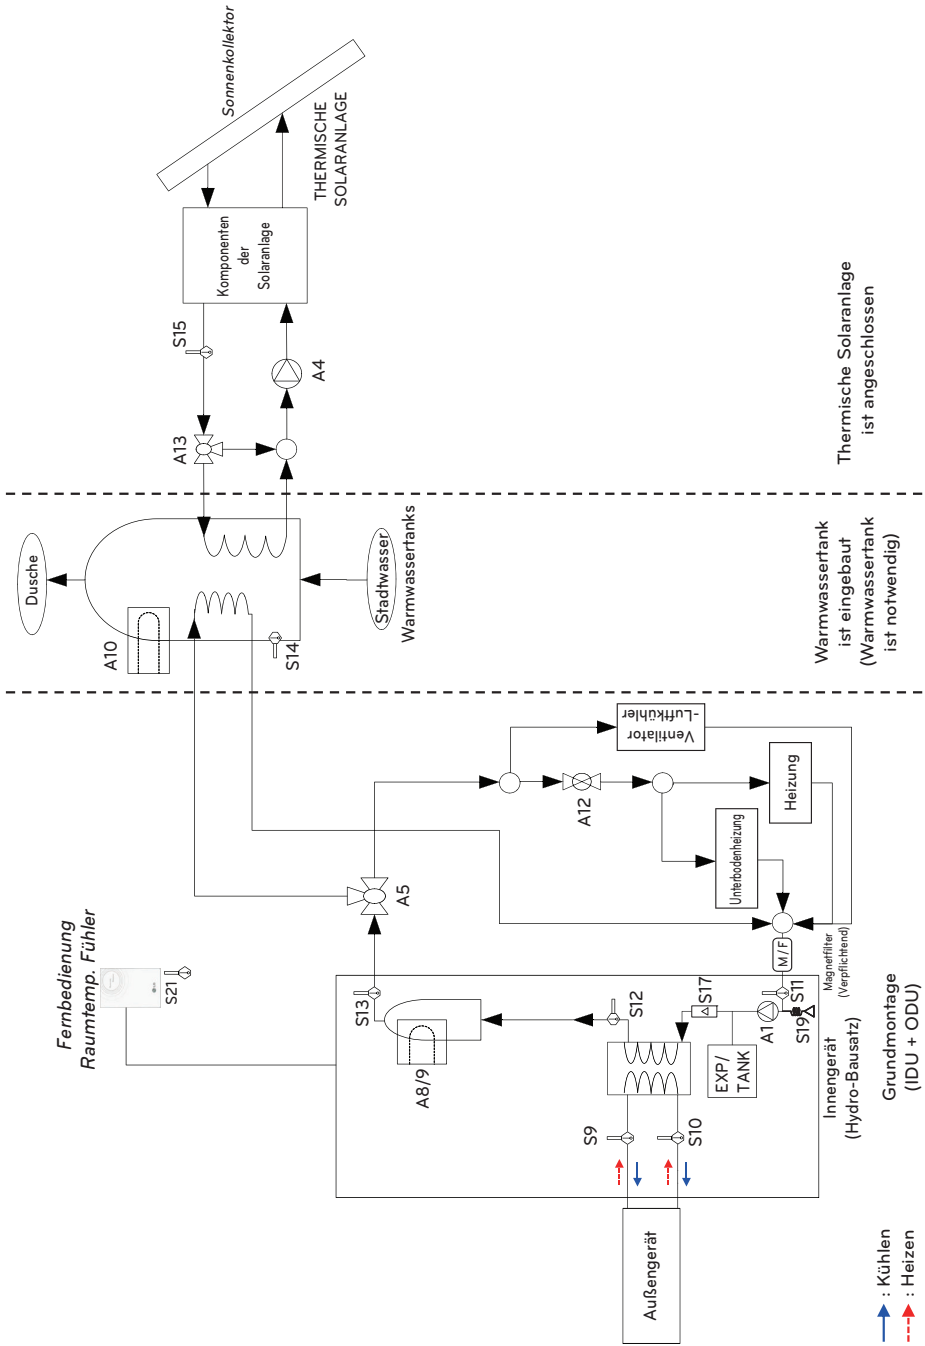 Fernbedienung
Raumtemp. Fühler
S21
Außengerät
S9
S10
A8/9
S13
S12
EXP/
TANK
S17
A1
S11
S19
Innengerät
(Hydro-Bausatz)
M/F
Magnetfilter
(Verpflichtend)
A5
A12
Ventilator
-Luftkühler
Unterbodenheizung
Heizung
Dusche
A10
S14
Stadtwasser
Warmwassertanks
A13
S15
A4
Komponenten
der
Solaranlage
Sonnenkollektor
THERMISCHE
SOLARANLAGE
Grundmontage
(IDU + ODU)
Warmwassertank
ist eingebaut
(Warmwassertank
ist notwendig)
Thermische Solaranlage
ist angeschlossen
: Kühlen
: Heizen